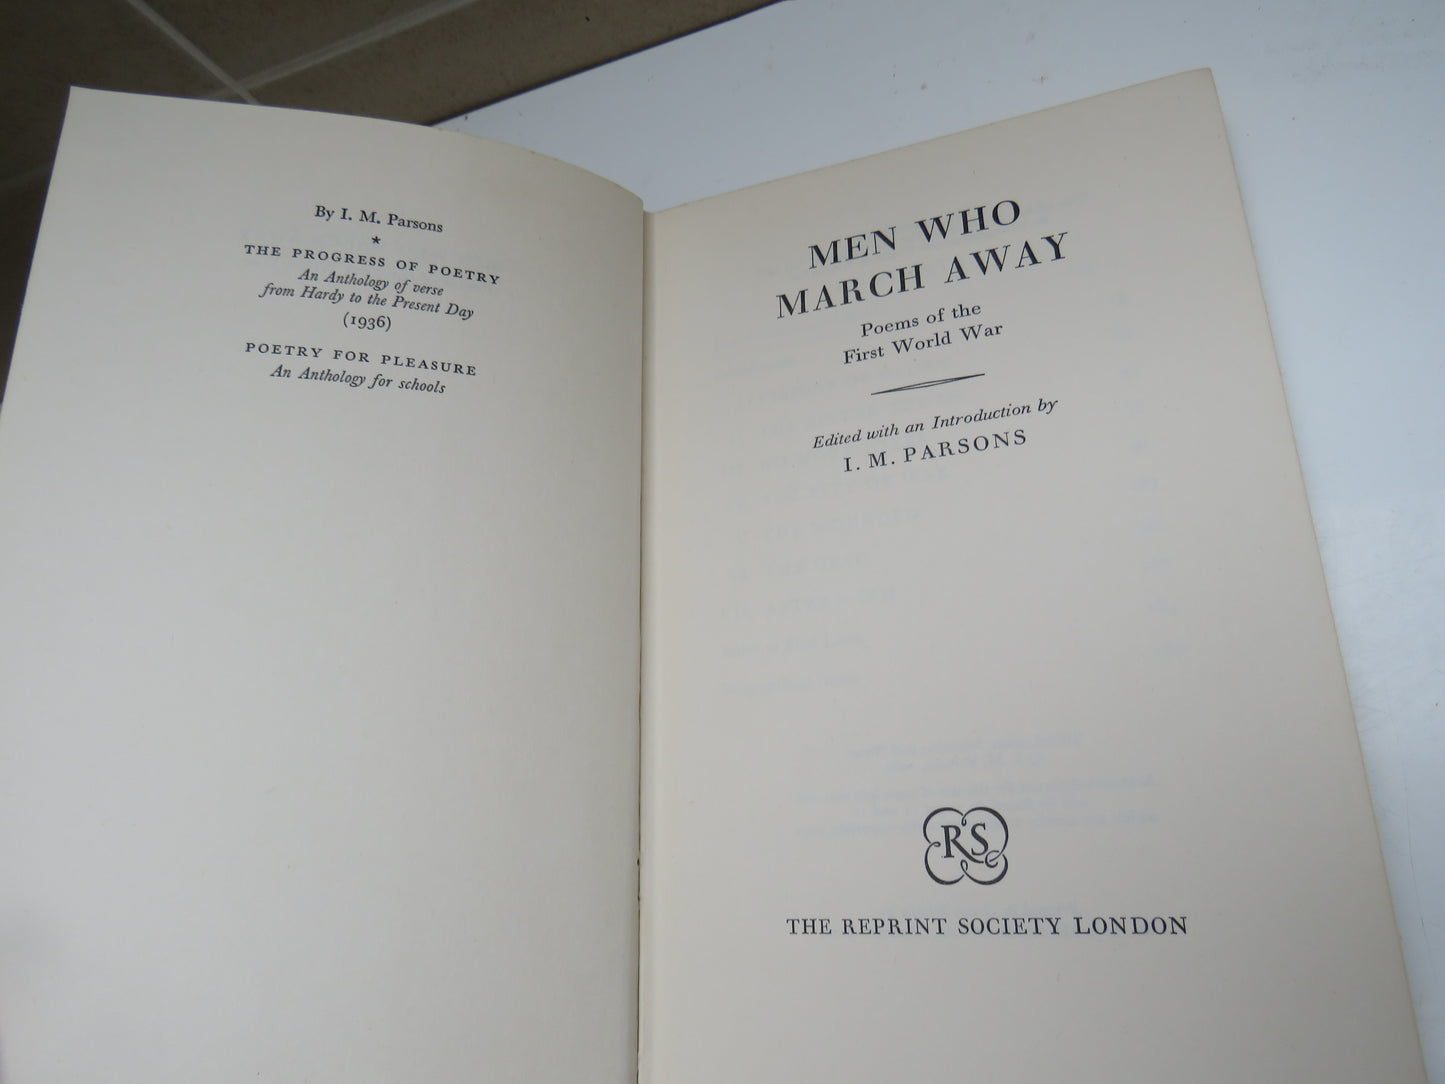 By I. M. Parsons
★
THE PROGRESS OF POETRY
An Anthology of verse
from Hardy to the Present Day
(1936)
POETRY FOR PLEASURE
An Anthology for schools
MEN WHO
MARCH AWAY
Poems of the
First World War
Edited with an Introduction by
I. M. PARSONS
RS
THE REPRINT SOCIETY LONDON